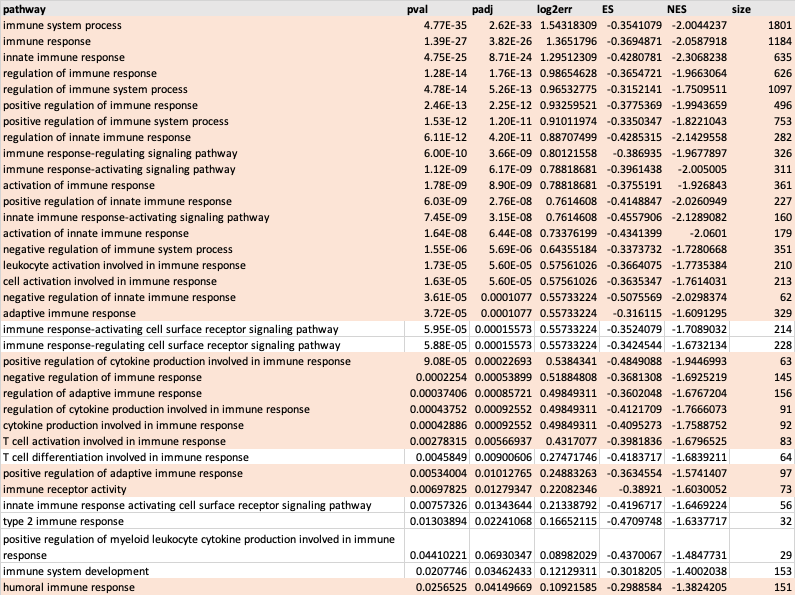 pathway pval padj log2err ES NES size
immune system process 4.77E-35 2.62E-33 1.54318309 -0.3541079 -2.0044237 1801
immune response 1.39E-27 3.82E-26 1.3651796 -0.3694871 -2.0587918 1184
innate immune response 4.75E-25 8.71E-24 1.29512309 -0.4280781 -2.3068238 635
regulation of immune response 1.28E-14 1.76E-13 0.98654628 -0.3654721 -1.9663064 626
regulation of immune system process 4.78E-14 5.26E-13 0.96532775 -0.3152141 -1.7509511 1097
positive regulation of immune response 2.46E-13 2.25E-12 0.93259521 -0.3775369 -1.9943659 496
positive regulation of immune system process 1.53E-12 1.20E-11 0.91011974 -0.3350347 -1.8221043 753
regulation of innate immune response 6.11E-12 4.20E-11 0.88707499 -0.4285315 -2.1429558 282
immune response-regulating signaling pathway 6.00E-10 3.66E-09 0.80121558 -0.386935 -1.9677897 326
immune response-activating signaling pathway 1.12E-09 6.17E-09 0.78818681 -0.3961438 -2.005005 311
activation of immune response 1.78E-09 8.90E-09 0.78818681 -0.3755191 -1.926843 361
positive regulation of innate immune response 6.03E-09 2.76E-08 0.7614608 -0.4148847 -2.0260949 227
innate immune response-activating signaling pathway 7.45E-09 3.15E-08 0.7614608 -0.4557906 -2.1289082 160
activation of innate immune response 1.64E-08 6.44E-08 0.73376199 -0.4341399 -2.0601 179
negative regulation of immune system process 1.55E-06 5.69E-06 0.64355184 -0.3373732 -1.7280668 351
leukocyte activation involved in immune response 1.73E-05 5.60E-05 0.57561026 -0.3664075 -1.7735384 210
cell activation involved in immune response 1.63E-05 5.60E-05 0.57561026 -0.3635347 -1.7614031 213
negative regulation of innate immune response 3.61E-05 0.0001077 0.55733224 -0.5075569 -2.0298374 62
adaptive immune response 3.72E-05 0.0001077 0.55733224 -0.316115 -1.6091295 329
immune response-activating cell surface receptor signaling pathway 5.95E-05 0.00015573 0.55733224 -0.3524079 -1.7089032 214
immune response-regulating cell surface receptor signaling pathway 5.88E-05 0.00015573 0.55733224 -0.3424544 -1.6732134 228
positive regulation of cytokine production involved in immune response 9.08E-05 0.00022693 0.5384341 -0.4849088 -1.9446993 63
negative regulation of immune response 0.0002254 0.00053899 0.51884808 -0.3681308 -1.6925219 145
regulation of adaptive immune response 0.00037406 0.00085721 0.49849311 -0.3602048 -1.6767204 156
regulation of cytokine production involved in immune response 0.00043752 0.00092552 0.49849311 -0.4121709 -1.7666073 91
cytokine production involved in immune response 0.00042886 0.00092552 0.49849311 -0.4095273 -1.7588752 92
T cell activation involved in immune response 0.00278315 0.00566937 0.4317077 -0.3981836 -1.6796525 83
T cell differentiation involved in immune response 0.0045849 0.00900606 0.27471746 -0.4183717 -1.6839211 64
positive regulation of adaptive immune response 0.00534004 0.01012765 0.24883263 -0.3634554 -1.5741407 97
immune receptor activity 0.00697825 0.01279347 0.22082346 -0.38921 -1.6030052 73
innate immune response activating cell surface receptor signaling pathway 0.00757326 0.01343644 0.21338792 -0.4196717 -1.6469224 56
type 2 immune response 0.01303894 0.02241068 0.16652115 -0.4709748 -1.6337717 32
positive regulation of myeloid leukocyte cytokine production involved in immune
response 0.04410221 0.06930347 0.08982029 -0.4370067 -1.4847731 29
immune system development 0.0207746 0.03462433 0.12129311 -0.3018205 -1.4002038 153
humoral immune response 0.0256525 0.04149669 0.10921585 -0.2988584 -1.3824205 151